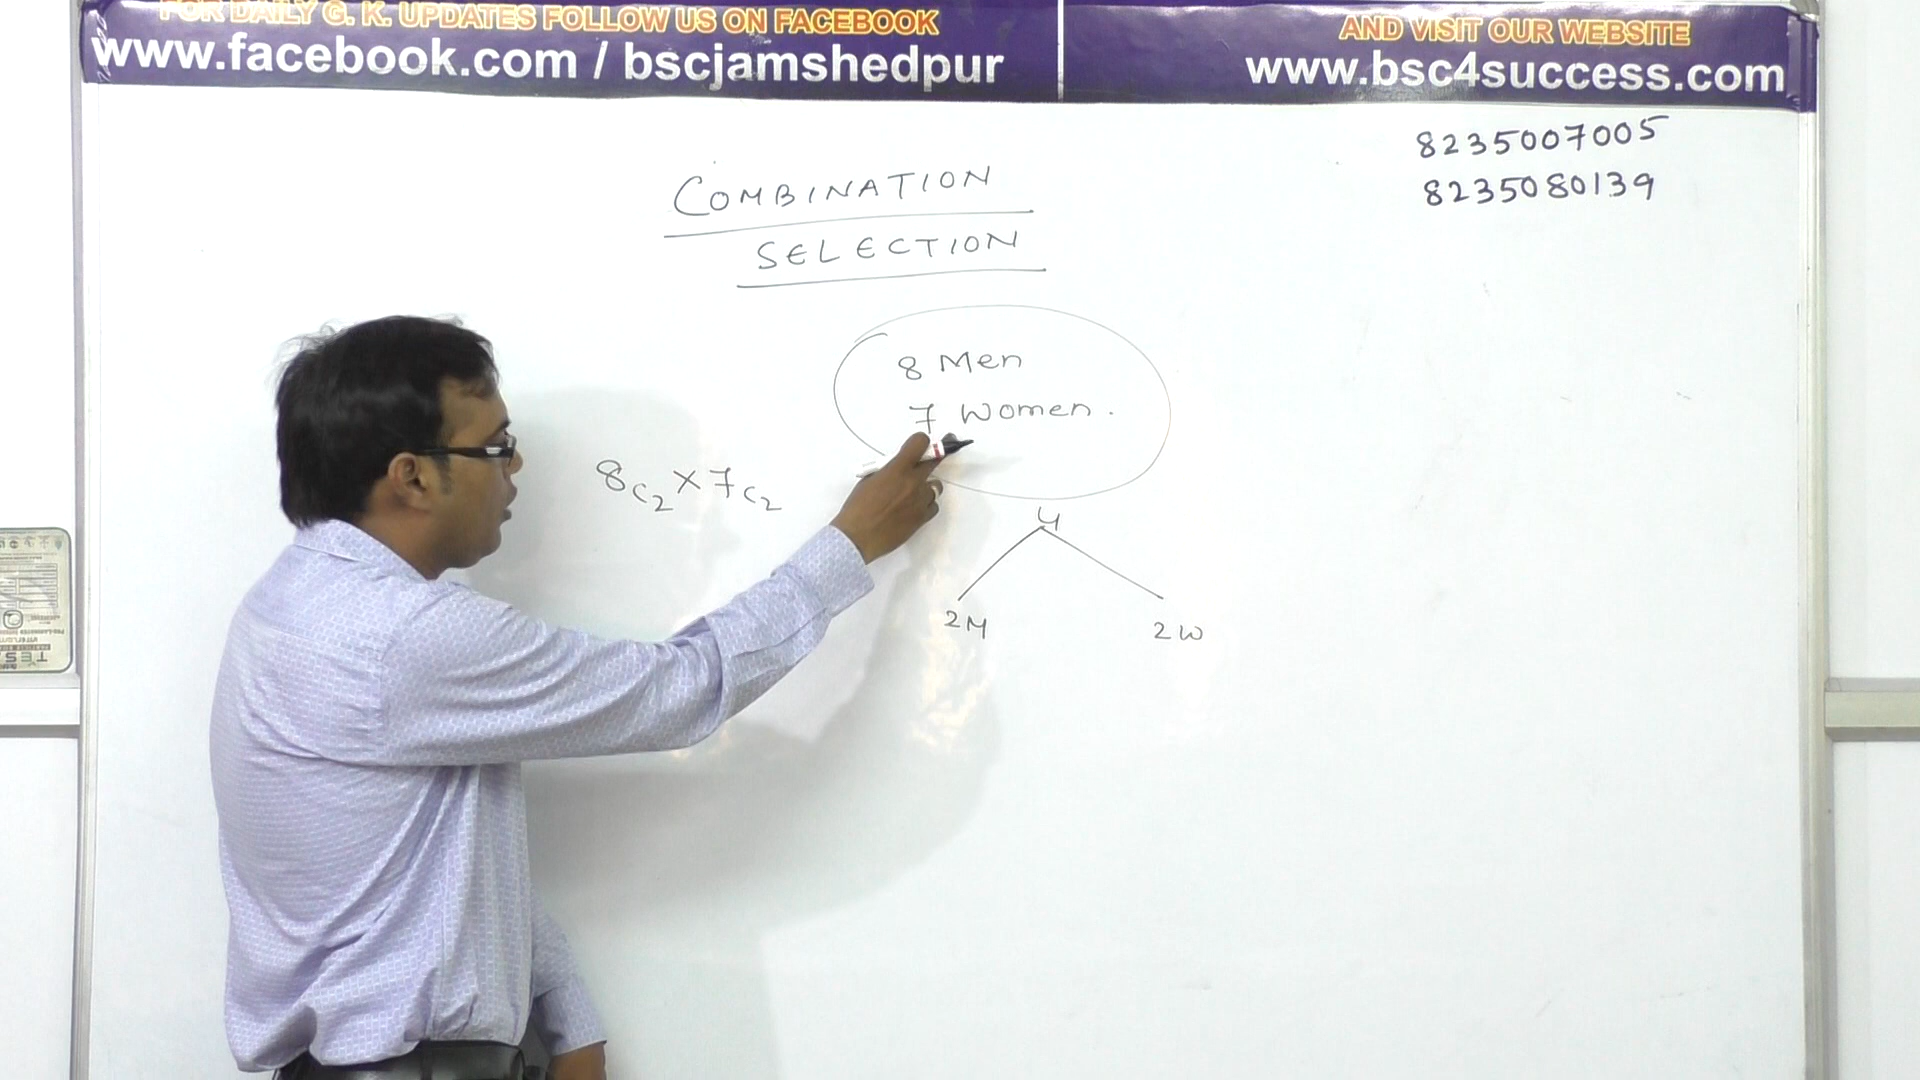 FOR DAILY G. K. UPDATES FOLLOW US ON FACEBOOK
www.facebook.com / bscjamshedpur
AND VISIT OUR WEBSITE
www.bsc4success.com
8235007005
8235080139
COMBINATION
SELECTION
8 Men
7 Women.
8C2 X 7C2
4
2M 2W